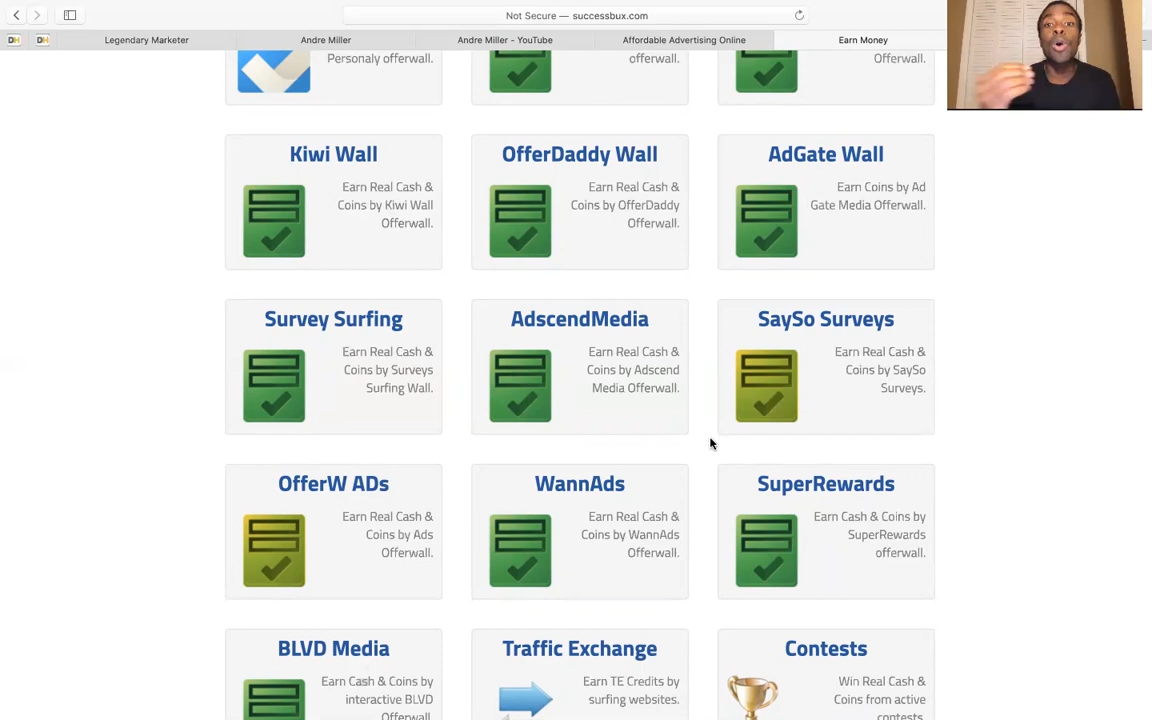 Not Secure — successbux.com
DH
DH
Legendary Marketer
Andre Miller
Andre Miller - YouTube
Affordable Advertising Online
Earn Money
Personaly offerwall.
offerwall.
Offerwall.
Kiwi Wall
Earn Real Cash &
Coins by Kiwi Wall
Offerwall.
OfferDaddy Wall
Earn Real Cash &
Coins by OfferDaddy
Offerwall.
AdGate Wall
Earn Coins by Ad
Gate Media Offerwall.
Survey Surfing
Earn Real Cash &
Coins by Surveys
Surfing Wall.
AdscendMedia
Earn Real Cash &
Coins by Adscend
Media Offerwall.
SaySo Surveys
Earn Real Cash &
Coins by SaySo
Surveys.
OfferW ADs
Earn Real Cash &
Coins by Ads
Offerwall.
WannAds
Earn Real Cash &
Coins by WannAds
Offerwall.
SuperRewards
Earn Cash & Coins by
SuperRewards
offerwall.
BLVD Media
Earn Cash & Coins by
interactive BLVD
Offerwall.
Traffic Exchange
Earn TE Credits by
surfing websites.
Contests
Win Real Cash &
Coins from active
contests.